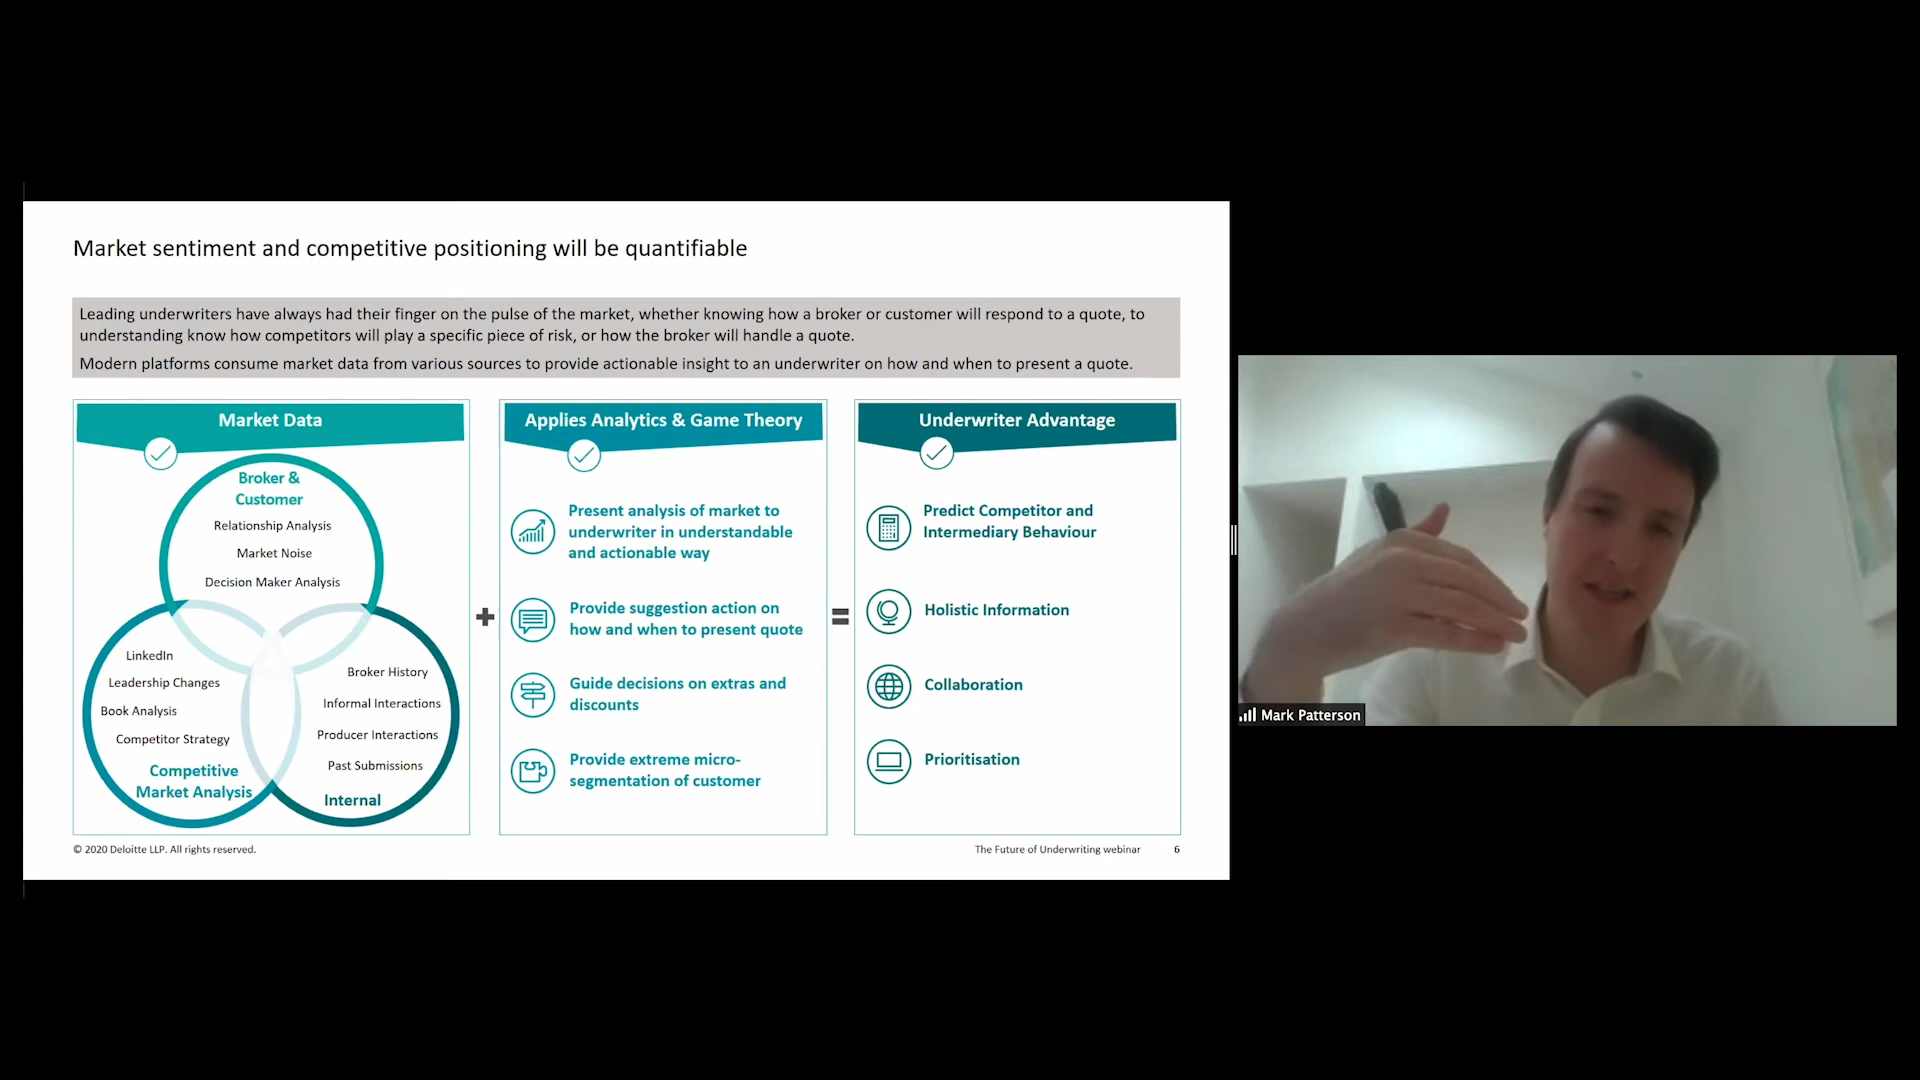 Market sentiment and competitive positioning will be quantifiable
Leading underwriters have always had their finger on the pulse of the market, whether knowing how a broker or customer will respond to a quote, to
understanding know how competitors will play a specific piece of risk, or how the broker will handle a quote.
Modern platforms consume market data from various sources to provide actionable insight to an underwriter on how and when to present a quote.
Market Data
Broker &
Customer
Relationship Analysis
Market Noise
Decision Maker Analysis
LinkedIn
Leadership Changes
Book Analysis
Competitor Strategy
Competitive
Market Analysis
Broker History
Informal Interactions
Producer Interactions
Past Submissions
Internal
+
Applies Analytics & Game Theory
Present analysis of market to
underwriter in understandable
and actionable way
Provide suggestion action on
how and when to present quote
Guide decisions on extras and
discounts
Provide extreme micro-
segmentation of customer
=
Underwriter Advantage
Predict Competitor and
Intermediary Behaviour
Holistic Information
Collaboration
Prioritisation
© 2020 Deloitte LLP. All rights reserved.
The Future of Underwriting webinar 6
Mark Patterson